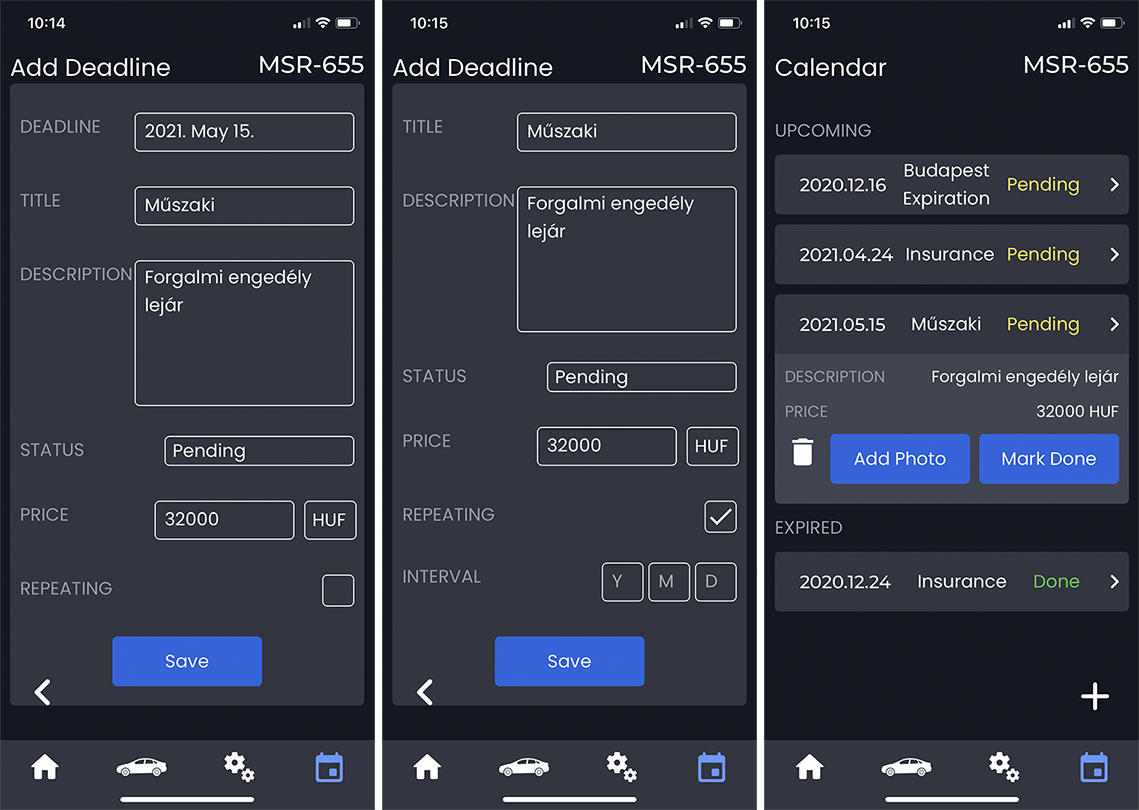 10:14
Add Deadline MSR-655
DEADLINE 2021. May 15.
TITLE Műszaki
DESCRIPTION Forgalmi engedély
lejár
STATUS Pending
PRICE 32000 HUF
REPEATING
Save
10:15
Add Deadline MSR-655
TITLE Műszaki
DESCRIPTION Forgalmi engedély
lejár
STATUS Pending
PRICE 32000 HUF
REPEATING
INTERVAL Y M D
Save
10:15
Calendar MSR-655
UPCOMING
2020.12.16 Budapest Expiration Pending
2021.04.24 Insurance Pending
2021.05.15 Műszaki Pending
DESCRIPTION Forgalmi engedély lejár
PRICE 32000 HUF
Add Photo Mark Done
EXPIRED
2020.12.24 Insurance Done